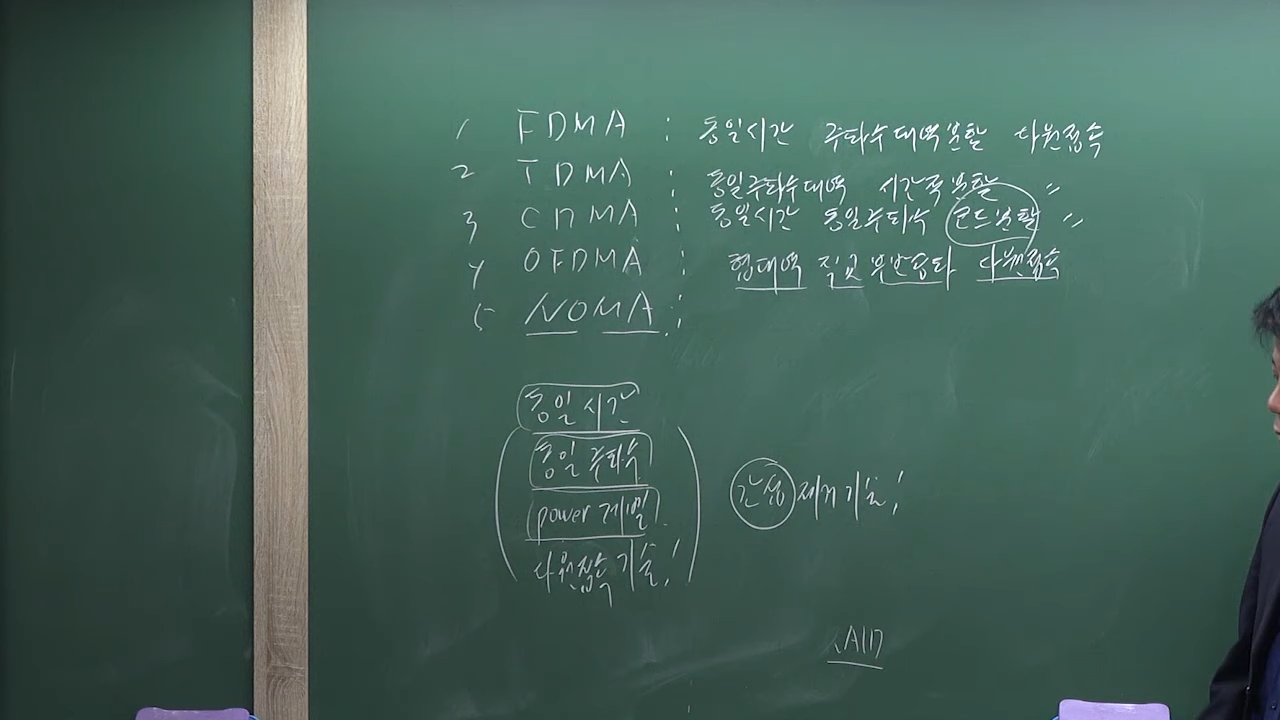 1 FDMA : 동일시간 주파수대역분할 다원접속
2 TDMA : 동일주파수대역 시간축분할 〃
3 CDMA : 동일시간 동일주파수 코드분할 〃
4 OFDMA : 협대역 직교 부반송파 다원접속
5 NOMA :
동일시간
동일 주파수
power 레벨
다원접속 기술!
간섭 제거 기술!